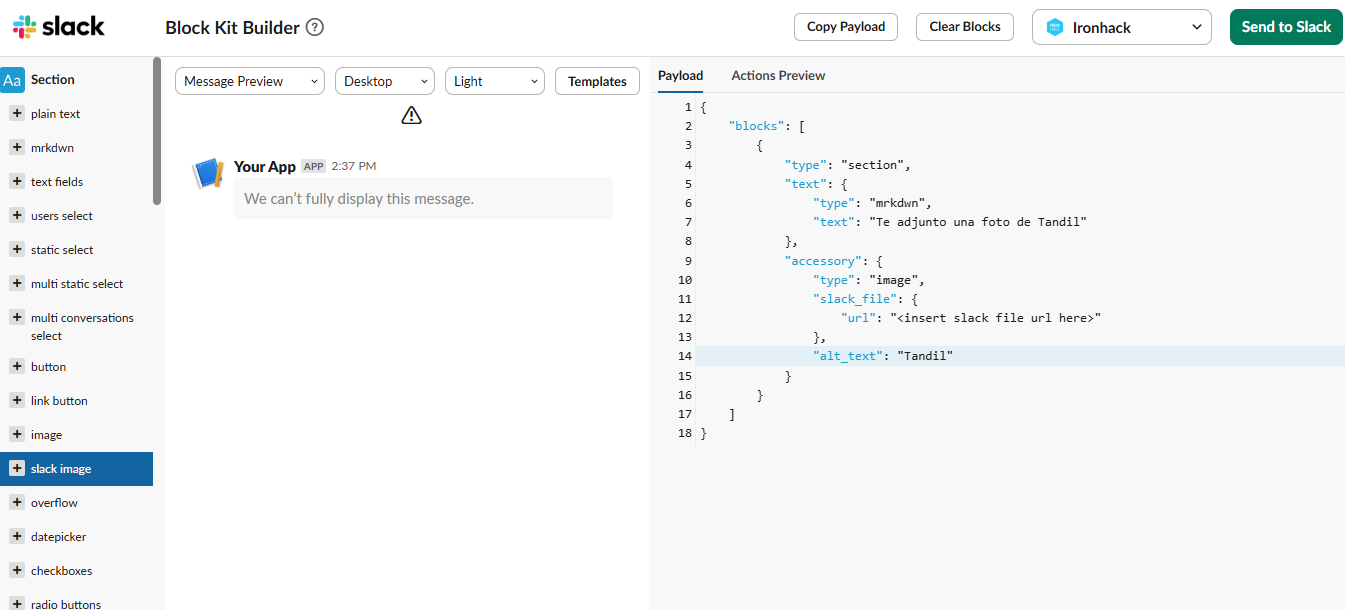 slack
Block Kit Builder ?
Copy Payload
Clear Blocks
Ironhack
Send to Slack
Aa Section
+ plain text
+ mrkdwn
+ text fields
+ users select
+ static select
+ multi static select
+ multi conversations
select
+ button
+ link button
+ image
+ slack image
+ overflow
+ datepicker
+ checkboxes
+ radio buttons
Message Preview
Desktop
Light
Templates
Your App APP 2:37 PM
We can't fully display this message.
Payload Actions Preview
1 {
2 "blocks": [
3 {
4 "type": "section",
5 "text": {
6 "type": "mrkdwn",
7 "text": "Te adjunto una foto de Tandil"
8 },
9 "accessory": {
10 "type": "image",
11 "slack_file": {
12 "url": "<insert slack file url here>"
13 },
14 "alt_text": "Tandil"
15 }
16 }
17 ]
18 }